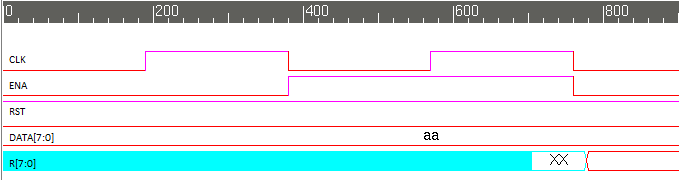 0 200 400 600 800
CLK
ENA
RST
DATA[7:0] aa
R[7:0] XX